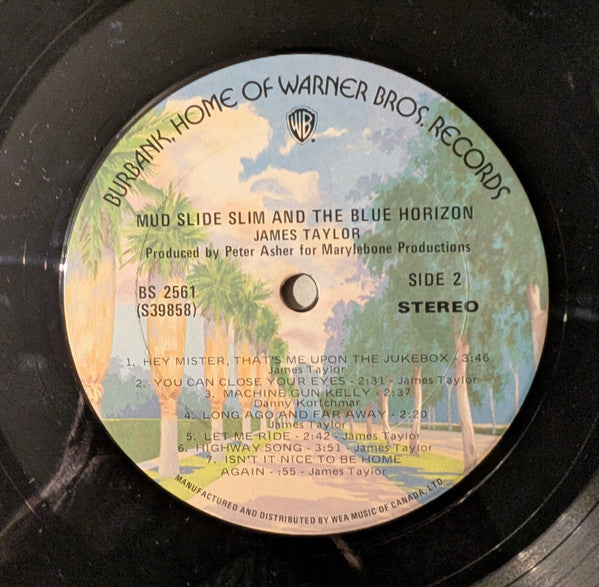 BURBANK, HOME OF WARNER BROS. RECORDS
WB
MUD SLIDE SLIM AND THE BLUE HORIZON
JAMES TAYLOR
Produced by Peter Asher for Marylebone Productions
BS 2561
(S39858)
SIDE 2
STEREO
1. HEY MISTER, THAT'S ME UPON THE JUKEBOX - 3:46
James Taylor
2. YOU CAN CLOSE YOUR EYES - 2:31 - James Taylor
3. MACHINE GUN KELLY - 2:37
Danny Kortchmar
4. LONG AGO AND FAR AWAY - 2:20
James Taylor
5. LET ME RIDE - 2:42 - James Taylor
6. HIGHWAY SONG - 3:51 - James Taylor
7. ISN'T IT NICE TO BE HOME
AGAIN - :55 - James Taylor
MANUFACTURED AND DISTRIBUTED BY WEA MUSIC OF CANADA, LTD.